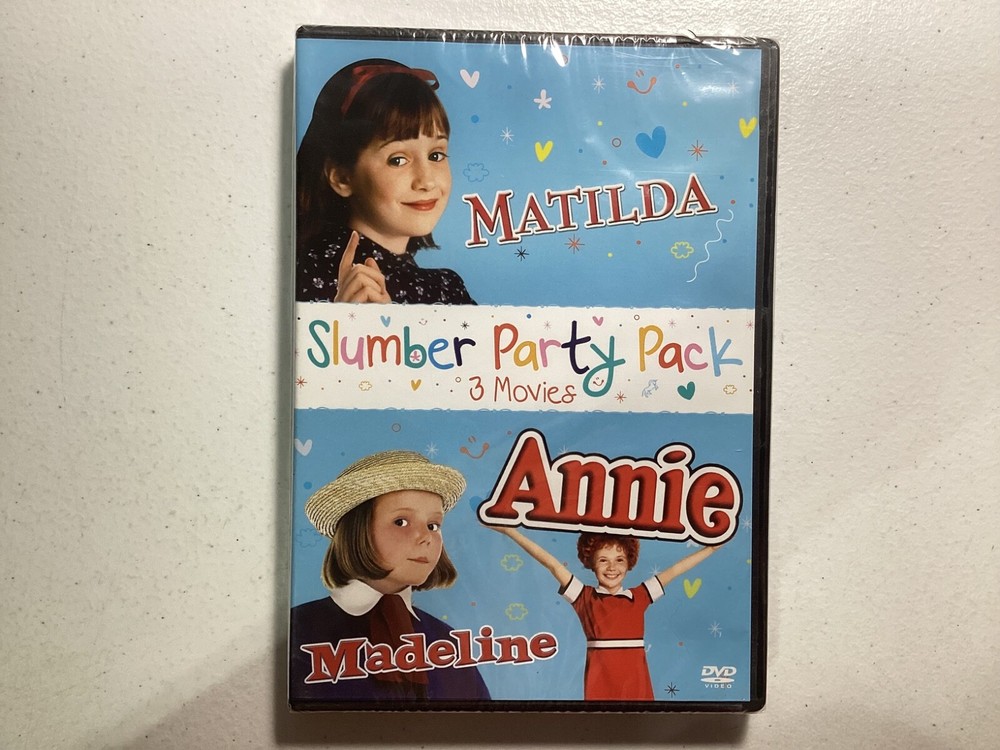 MATILDA
Slumber Party Pack
3 Movies
Annie
Madeline
DVD
VIDEO